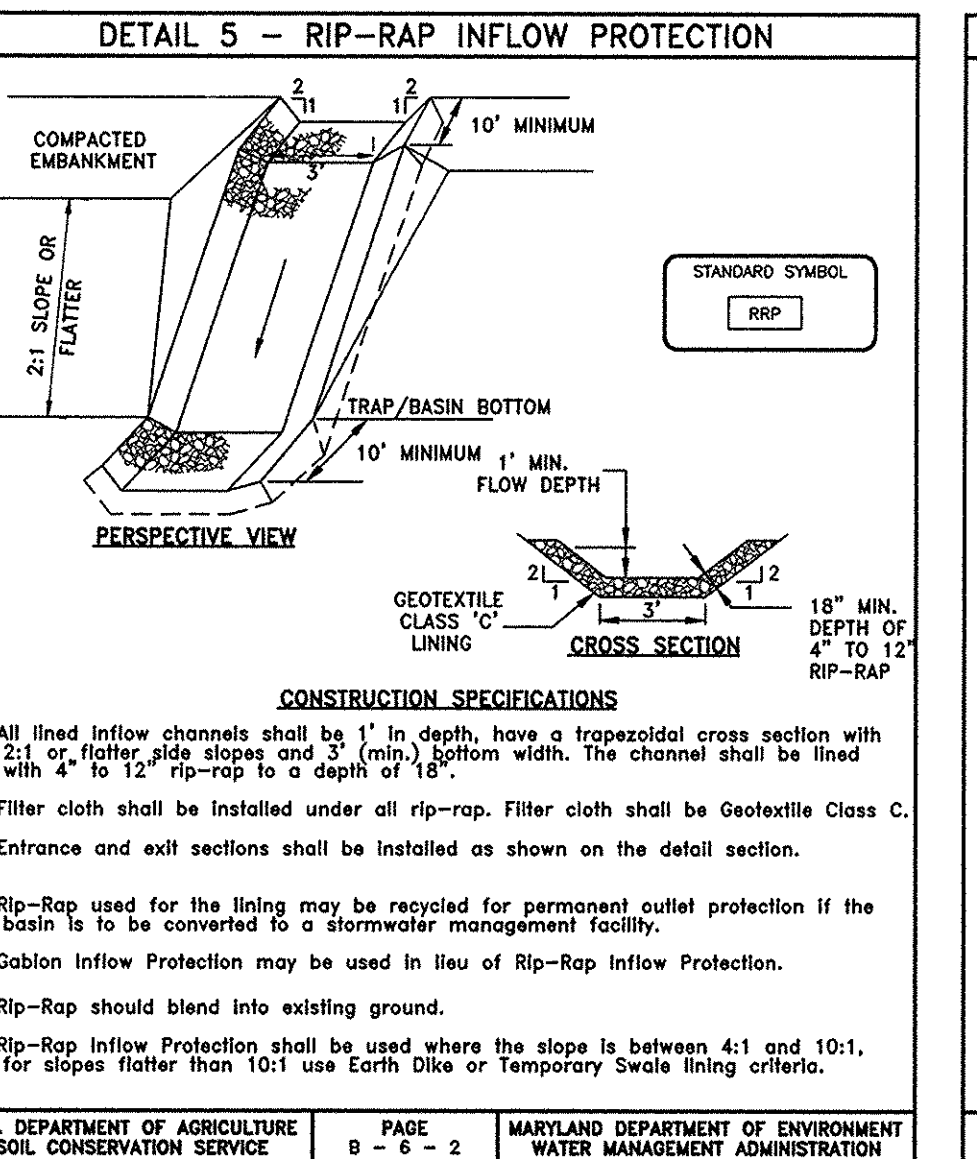 DETAIL 5 - RIP-RAP INFLOW PROTECTION
2
1
2
1
10' MINIMUM
COMPACTED
EMBANKMENT
3'
2:1 SLOPE OR
FLATTER
STANDARD SYMBOL
RRP
TRAP/BASIN BOTTOM
10' MINIMUM
1' MIN.
FLOW DEPTH
PERSPECTIVE VIEW
2
1
2
1
GEOTEXTILE
CLASS 'C'
LINING
3'
CROSS SECTION
18" MIN.
DEPTH OF
4" TO 12"
RIP-RAP
CONSTRUCTION SPECIFICATIONS
All lined inflow channels shall be 1' in depth, have a trapezoidal cross section with
2:1 or flatter side slopes and 3' (min.) bottom width. The channel shall be lined
with 4" to 12" rip-rap to a depth of 18".
Filter cloth shall be installed under all rip-rap. Filter cloth shall be Geotextile Class C.
Entrance and exit sections shall be installed as shown on the detail section.
Rip-Rap used for the lining may be recycled for permanent outlet protection if the
basin is to be converted to a stormwater management facility.
Gabion Inflow Protection may be used in lieu of Rip-Rap Inflow Protection.
Rip-Rap should blend into existing ground.
Rip-Rap Inflow Protection shall be used where the slope is between 4:1 and 10:1,
for slopes flatter than 10:1 use Earth Dike or Temporary Swale lining criteria.
. DEPARTMENT OF AGRICULTURE
SOIL CONSERVATION SERVICE
PAGE
B - 6 - 2
MARYLAND DEPARTMENT OF ENVIRONMENT
WATER MANAGEMENT ADMINISTRATION